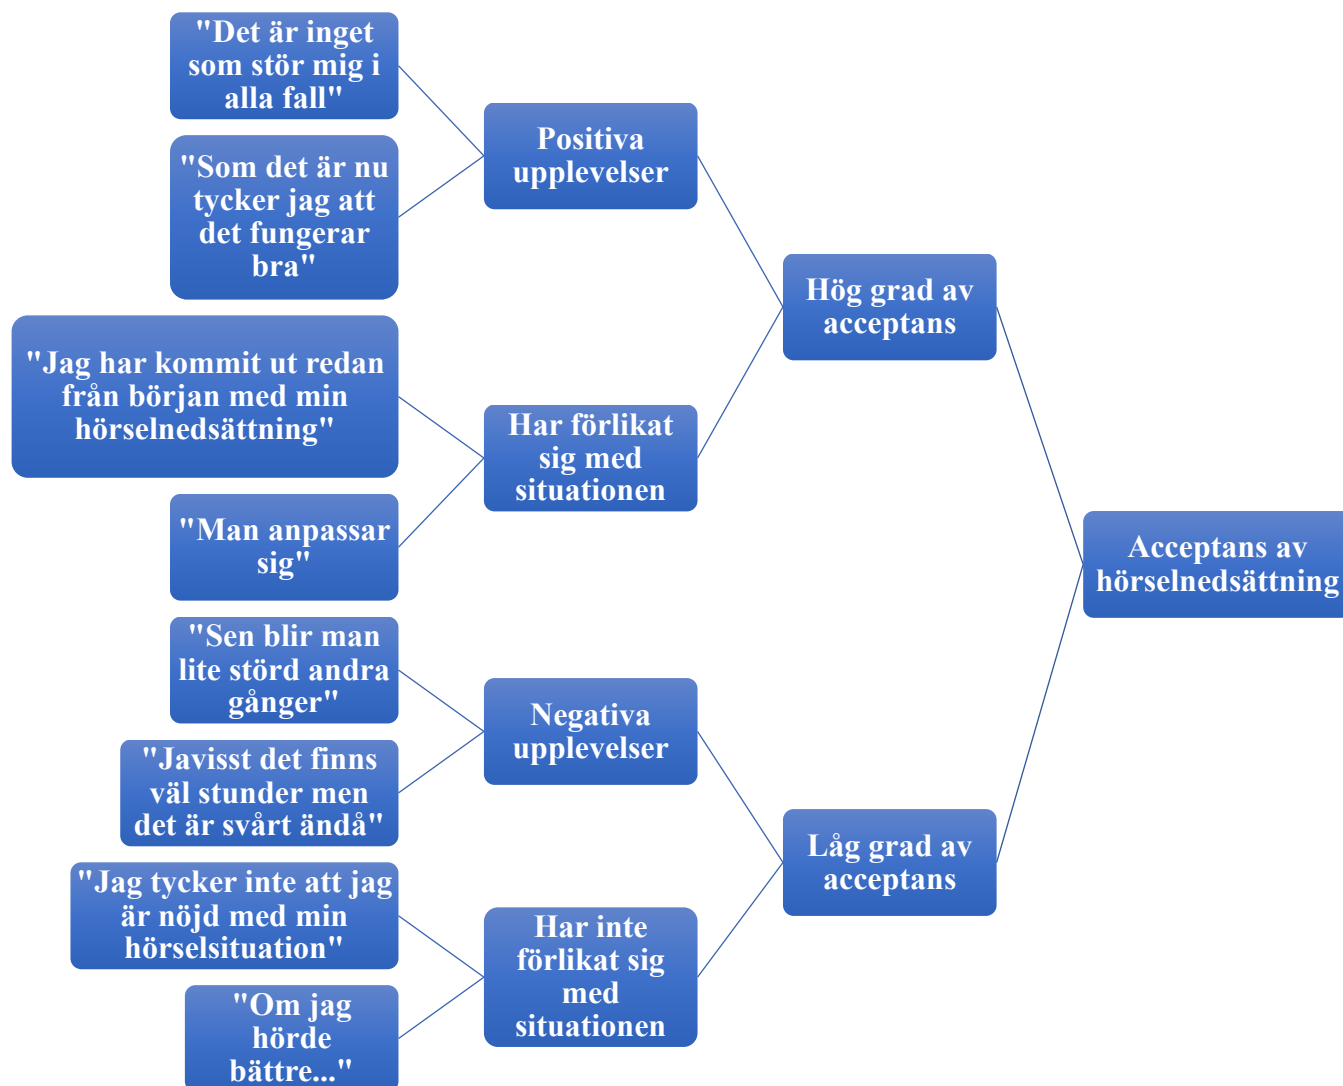 "Det är inget
som stör mig i
alla fall"
"Som det är nu
tycker jag att
det fungerar
bra"
"Jag har kommit ut redan
från början med min
hörselnedsättning"
"Man anpassar
sig"
"Sen blir man
lite störd andra
gånger"
"Javisst det finns
väl stunder men
det är svårt ändå"
"Jag tycker inte att jag
är nöjd med min
hörselsituation"
"Om jag
hörde
bättre..."
Positiva
upplevelser
Har förlikat
sig med
situationen
Negativa
upplevelser
Har inte
förlikat sig
med
situationen
Hög grad av
acceptans
Låg grad av
acceptans
Acceptans av
hörselnedsättning